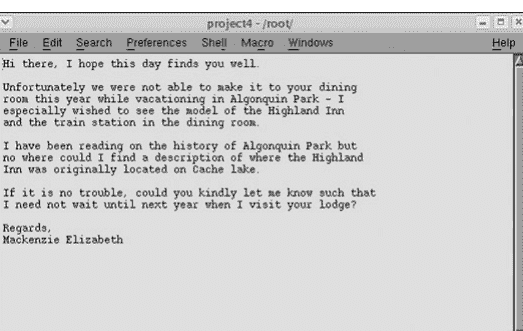 project4 - /root/
File Edit Search Preferences Shell Macro Windows Help
Hi there, I hope this day finds you well.
Unfortunately we were not able to make it to your dining
room this year while vacationing in Algonquin Park - I
especially wished to see the model of the Highland Inn
and the train station in the dining room.
I have been reading on the history of Algonquin Park but
no where could I find a description of where the Highland
Inn was originally located on Cache lake.
If it is no trouble, could you kindly let me know such that
I need not wait until next year when I visit your lodge?
Regards,
Mackenzie Elizabeth